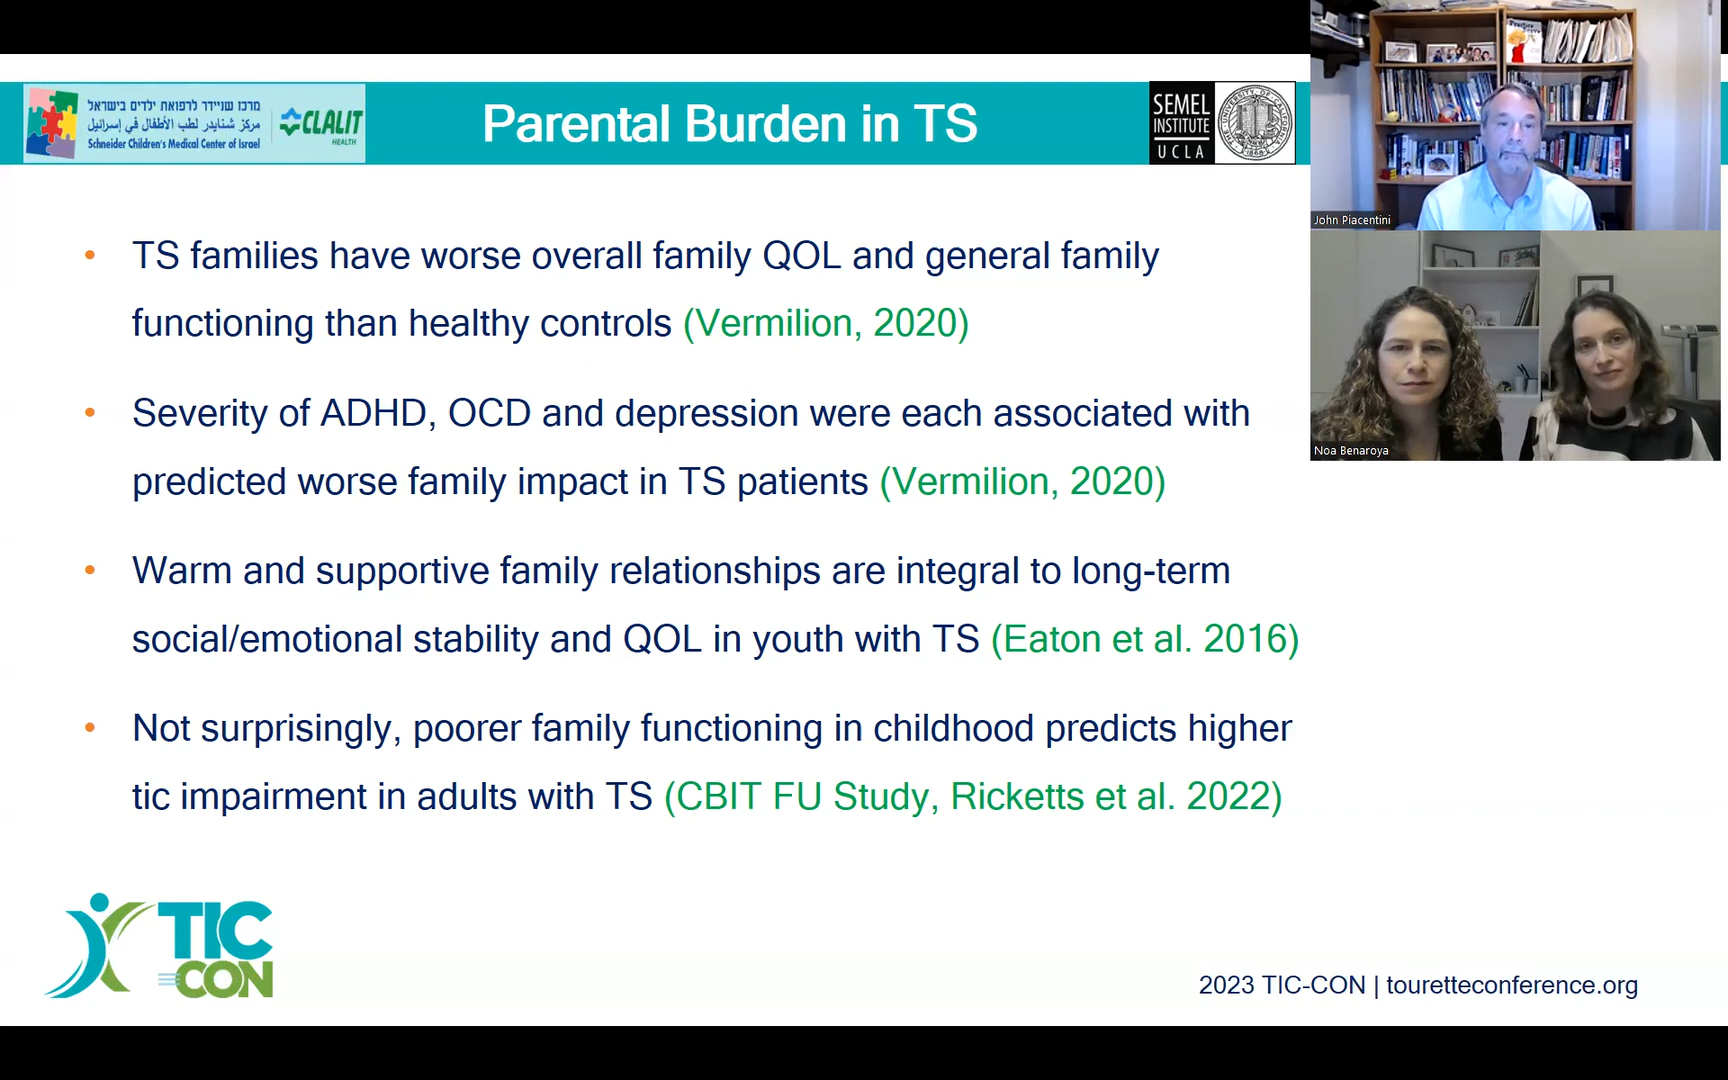 מרכז שניידר לרפואת ילדים בישראל
مركز شنايدر لطب الأطفال في إسرائيل
Schneider Children's Medical Center of Israel
CLALIT
HEALTH
Parental Burden in TS
SEMEL
INSTITUTE
UCLA
• TS families have worse overall family QOL and general family
functioning than healthy controls (Vermilion, 2020)
• Severity of ADHD, OCD and depression were each associated with
predicted worse family impact in TS patients (Vermilion, 2020)
• Warm and supportive family relationships are integral to long-term
social/emotional stability and QOL in youth with TS (Eaton et al. 2016)
• Not surprisingly, poorer family functioning in childhood predicts higher
tic impairment in adults with TS (CBIT FU Study, Ricketts et al. 2022)
John Piacentini
Noa Benaroya
TIC
CON
2023 TIC-CON | touretteconference.org